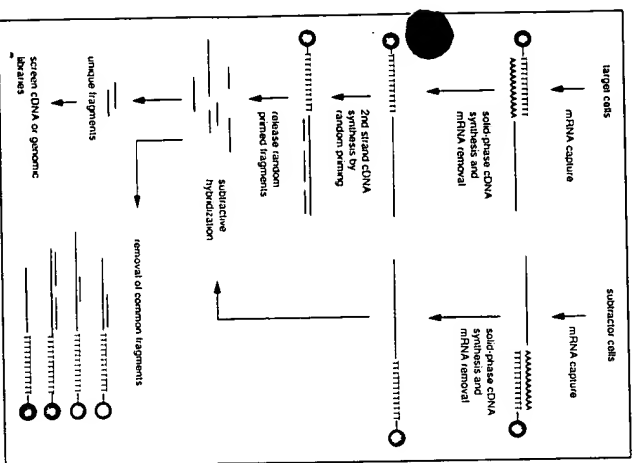 target cells
mRNA capture
solid-phase cDNA
synthesis and
mRNA removal
2nd strand cDNA
synthesis by
random priming
release random
primed fragments
subtractive
hybridization
unique fragments
screen cDNA or genomic
libraries
subtractor cells
mRNA capture
solid-phase cDNA
synthesis and
mRNA removal
removal of common fragments